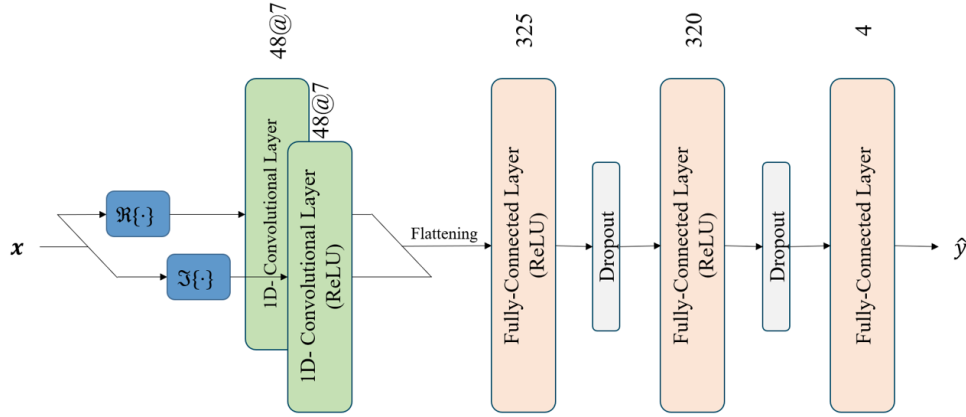 48@7
48@7
325
320
4
x
ℜ{·}
ℑ{·}
1D- Convolutional Layer
1D- Convolutional Layer
(ReLU)
Flattening
Fully-Connected Layer
(ReLU)
Dropout
Fully-Connected Layer
(ReLU)
Dropout
Fully-Connected Layer
ŷ